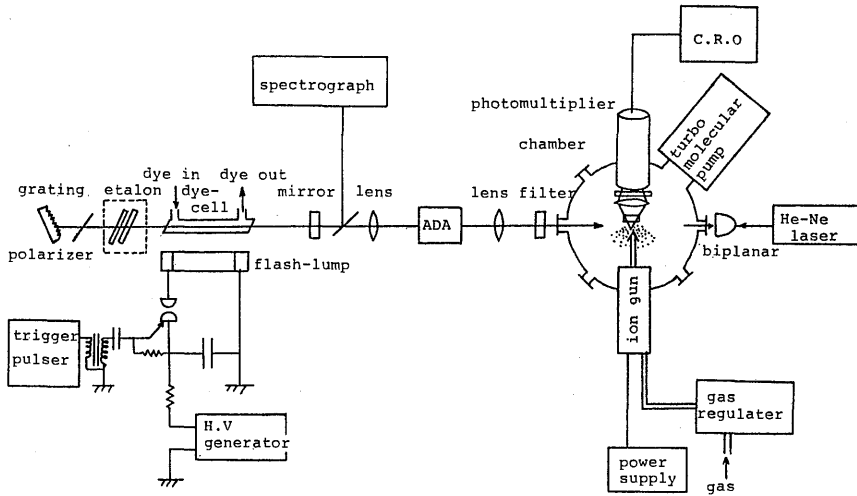 C.R.O
spectrograph
photomultiplier
chamber
turbo
molecular
pump
dye in
dye out
dye-
cell
grating
etalon
mirror
lens
lens
filter
ADA
He-Ne
laser
polarizer
biplanar
flash-lump
ion gun
trigger
pulser
gas
regulater
H.V
generator
power
supply
gas